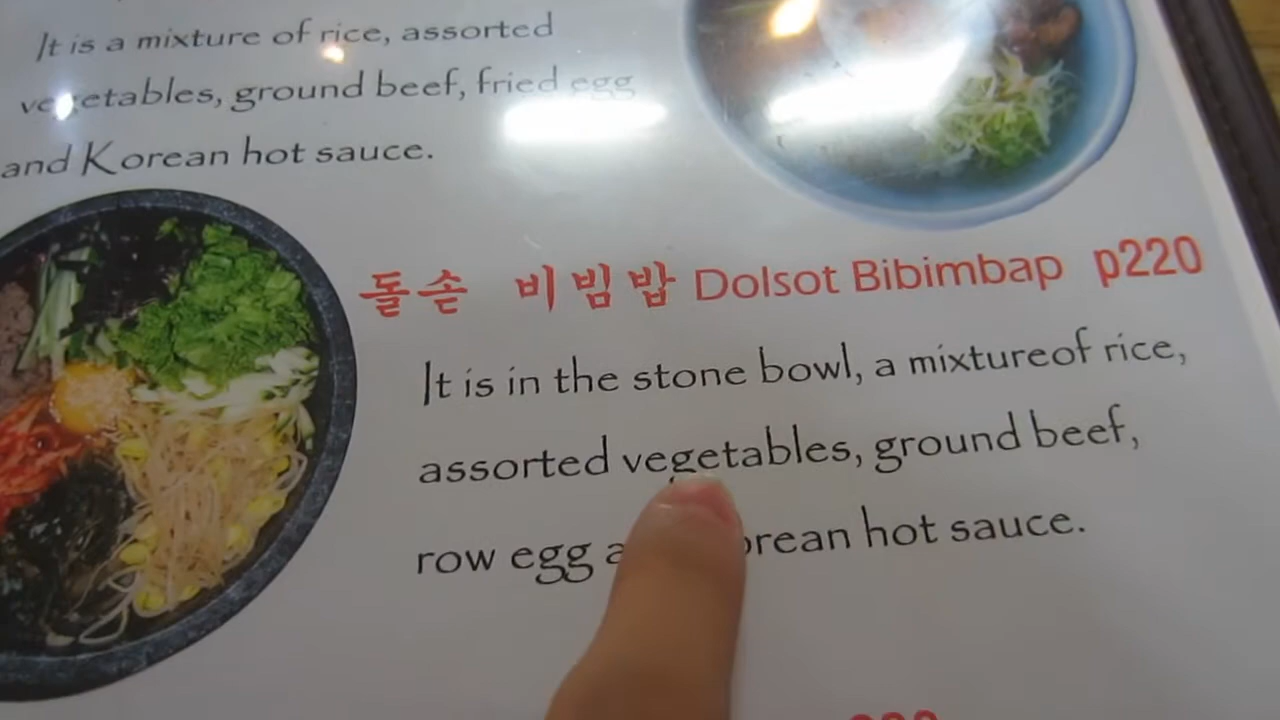 It is a mixture of rice, assorted
vegetables, ground beef, fried egg
and Korean hot sauce.
돌손 비빔밥 Dolsot Bibimbap p220
It is in the stone bowl, a mixtureof rice,
assorted vegetables, ground beef,
row egg hot sauce.